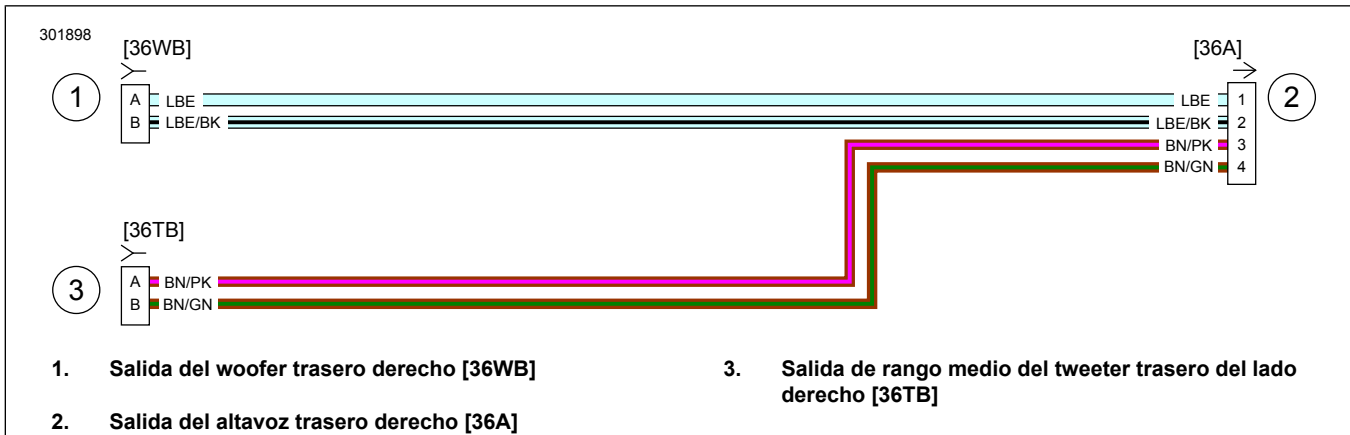 301898
[36WB]
[36A]
1
A LBE
LBE 1
2
B LBE/BK
LBE/BK 2
BN/PK 3
BN/GN 4
[36TB]
3
A BN/PK
B BN/GN
1. Salida del woofer trasero derecho [36WB]
2. Salida del altavoz trasero derecho [36A]
3. Salida de rango medio del tweeter trasero del lado
derecho [36TB]